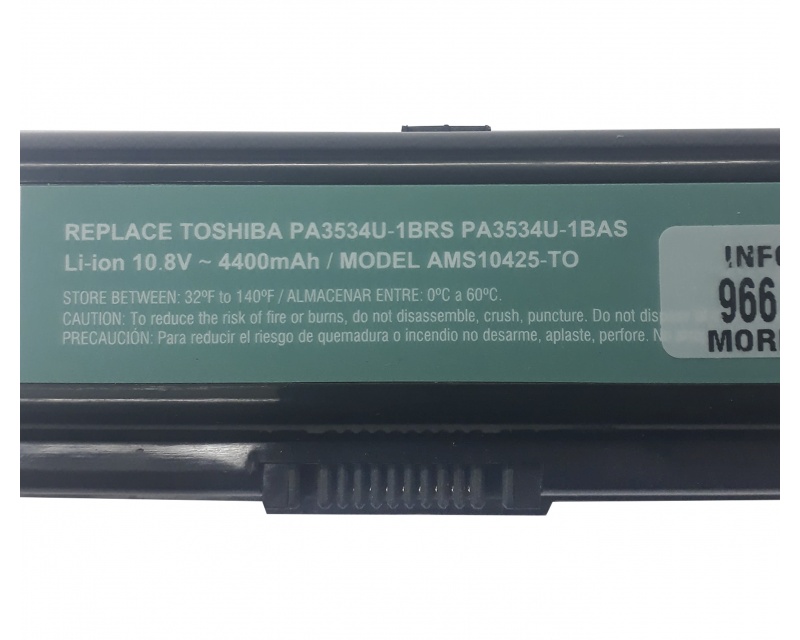 REPLACE TOSHIBA PA3534U-1BRS PA3534U-1BAS
Li-ion 10.8V ~ 4400mAh / MODEL AMS10425-TO
STORE BETWEEN: 32ºF to 140ºF / ALMACENAR ENTRE: 0ºC a 60ºC.
CAUTION: To reduce the risk of fire or burns, do not disassemble, crush, puncture. Do not
PRECAUCIÓN: Para reducir el riesgo de quemadura o incendio no desarme, aplaste, perfore.
966